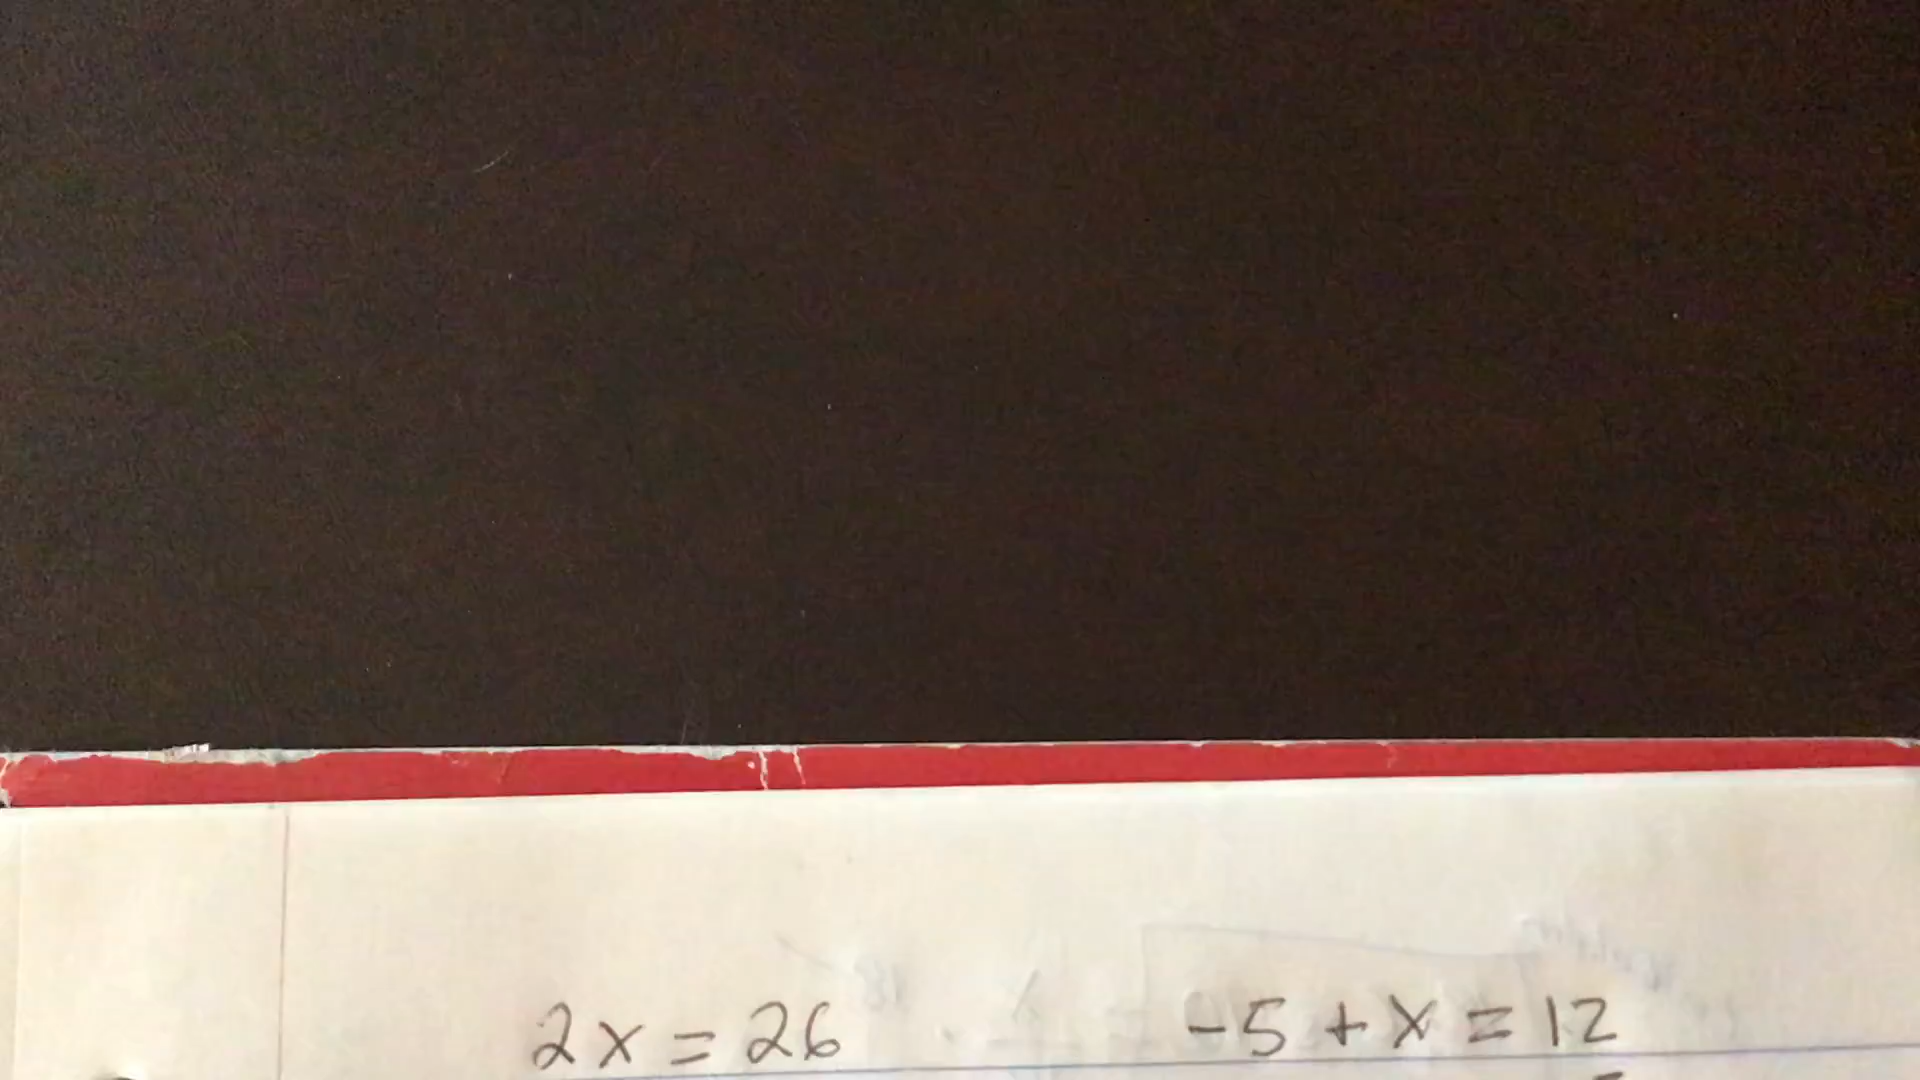 2x = 26
-5 + x = 12